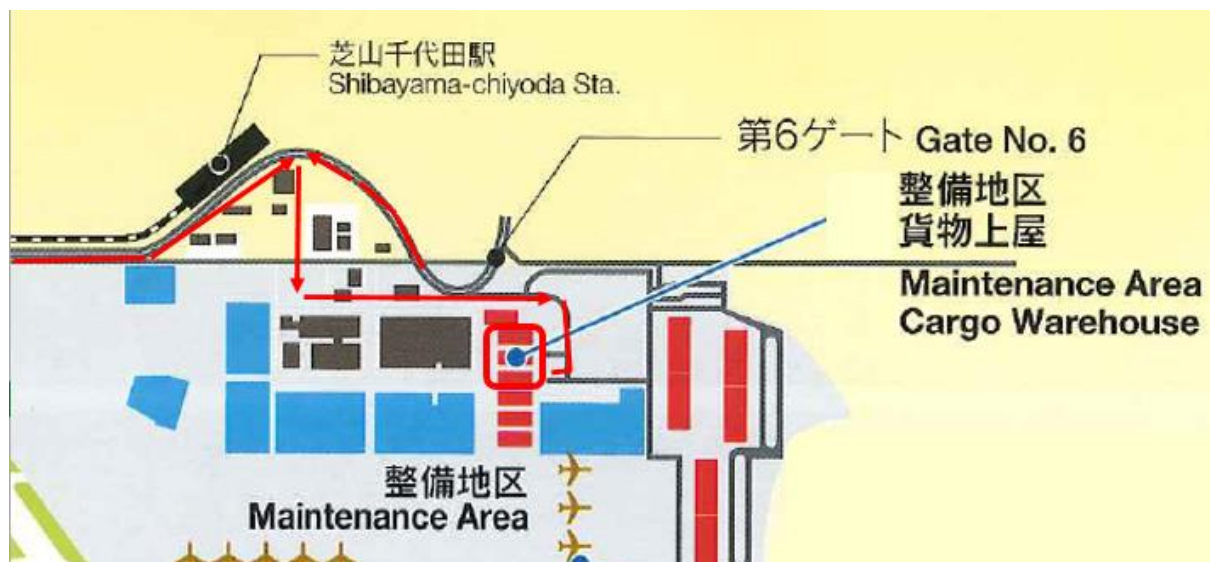 芝山千代田駅
Shibayama-chiyoda Sta.
第6ゲート Gate No. 6
整備地区
貨物上屋
Maintenance Area
Cargo Warehouse
整備地区
Maintenance Area